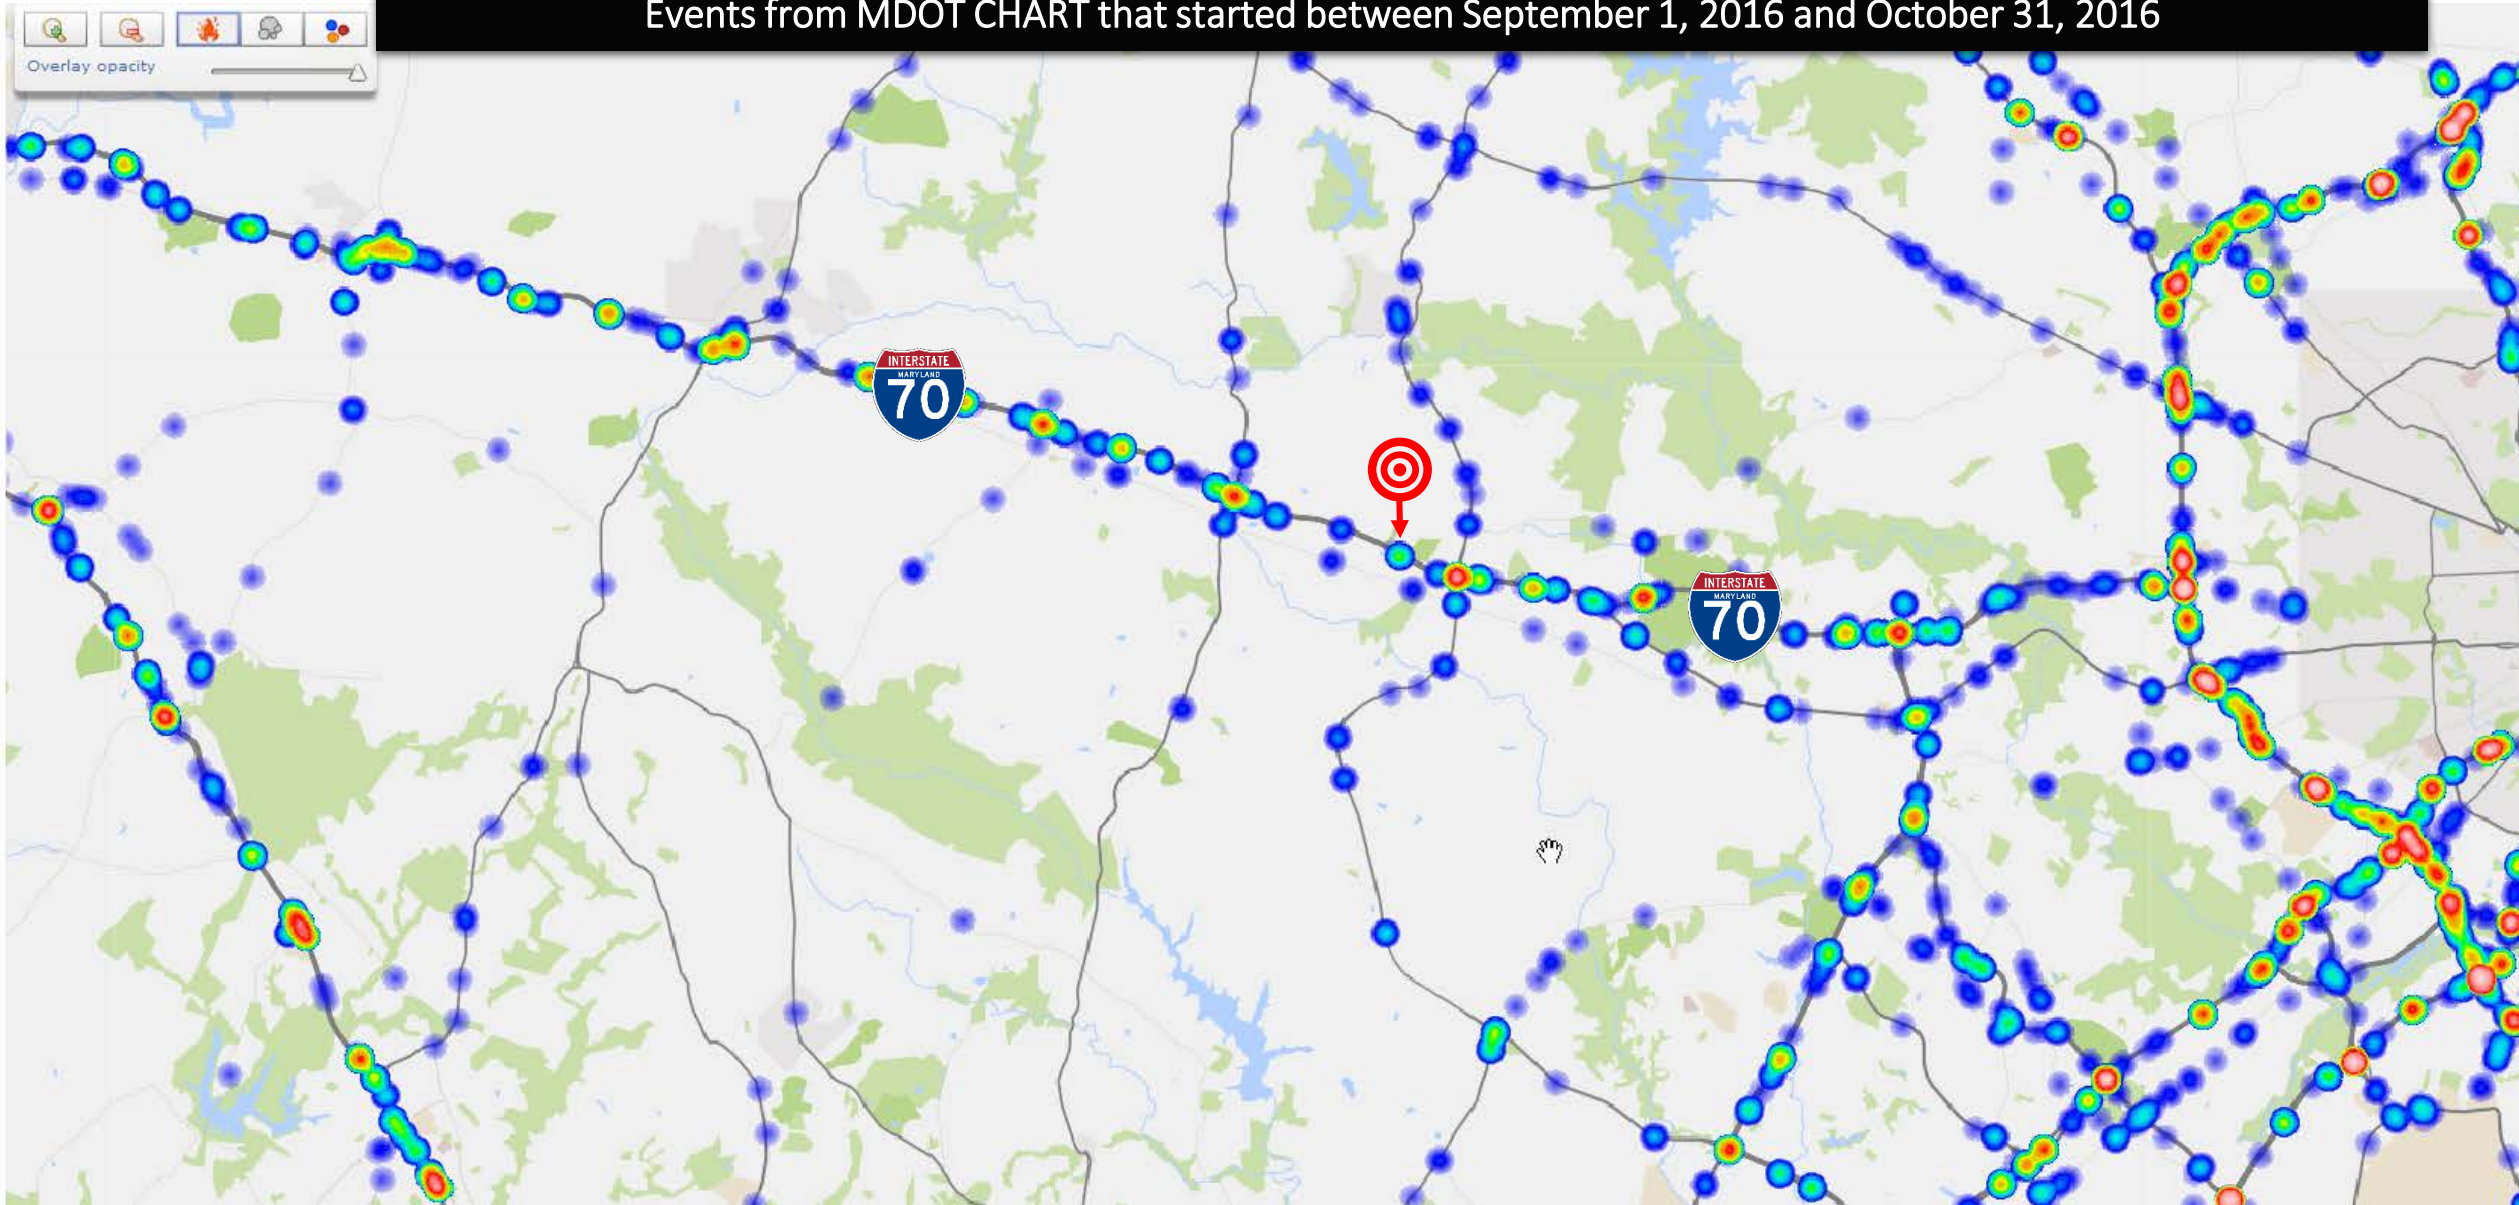 Events from MDOT CHART that started between September 1, 2016 and October 31, 2016
Overlay opacity
INTERSTATE
MARYLAND
70
INTERSTATE
MARYLAND
70